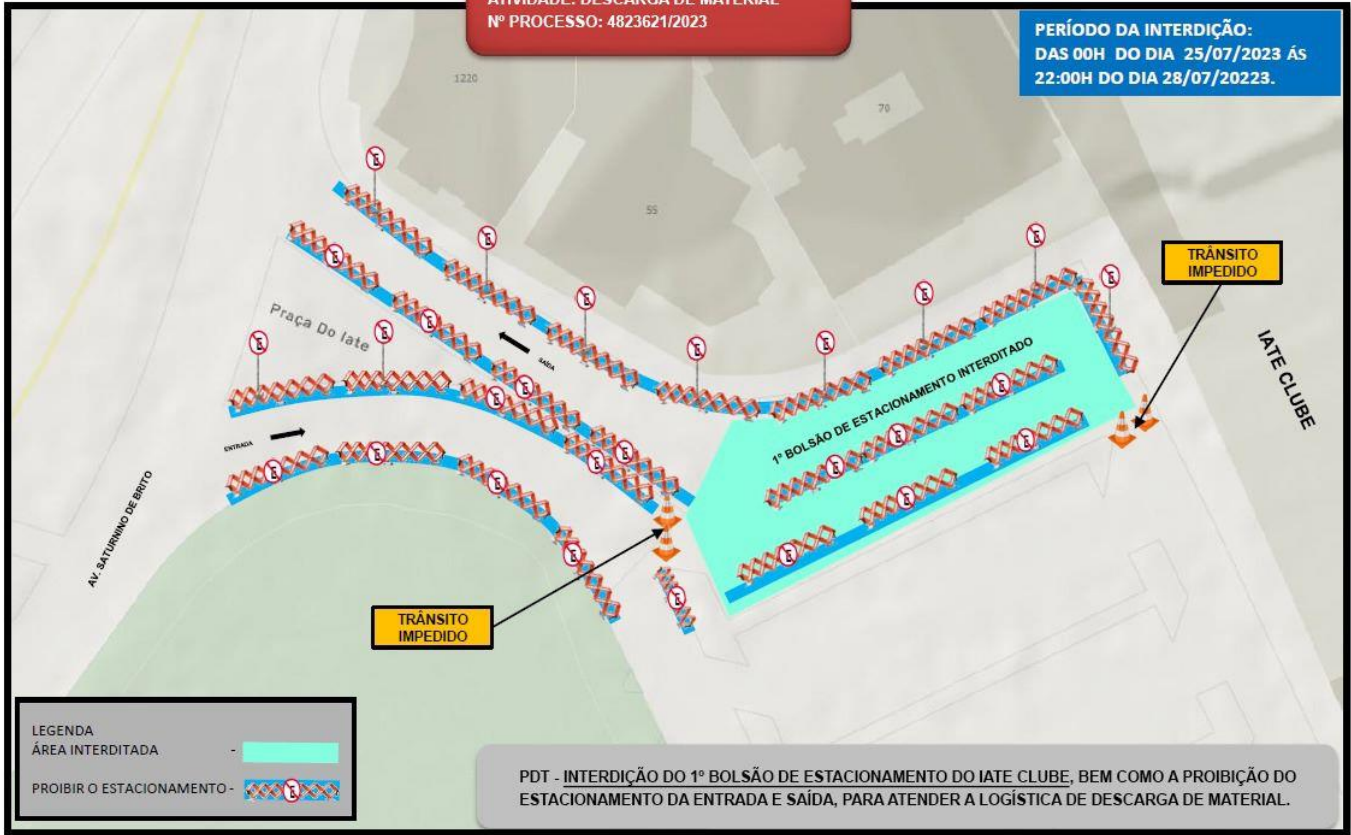 ATIVIDADE: DESCARGA DE MATERIAL
Nº PROCESSO: 4823621/2023
PERÍODO DA INTERDIÇÃO:
DAS 00H DO DIA 25/07/2023 ÁS
22:00H DO DIA 28/07/20223.
1220
70
55
TRÂNSITO
IMPEDIDO
IATE CLUBE
Praça Do Iate
SAÍDA
1º BOLSÃO DE ESTACIONAMENTO INTERDITADO
ENTRADA
AV. SATURNINO DE BRITO
TRÂNSITO
IMPEDIDO
LEGENDA
ÁREA INTERDITADA -
PROIBIR O ESTACIONAMENTO -
PDT - INTERDIÇÃO DO 1º BOLSÃO DE ESTACIONAMENTO DO IATE CLUBE, BEM COMO A PROIBIÇÃO DO
ESTACIONAMENTO DA ENTRADA E SAÍDA, PARA ATENDER A LOGÍSTICA DE DESCARGA DE MATERIAL.